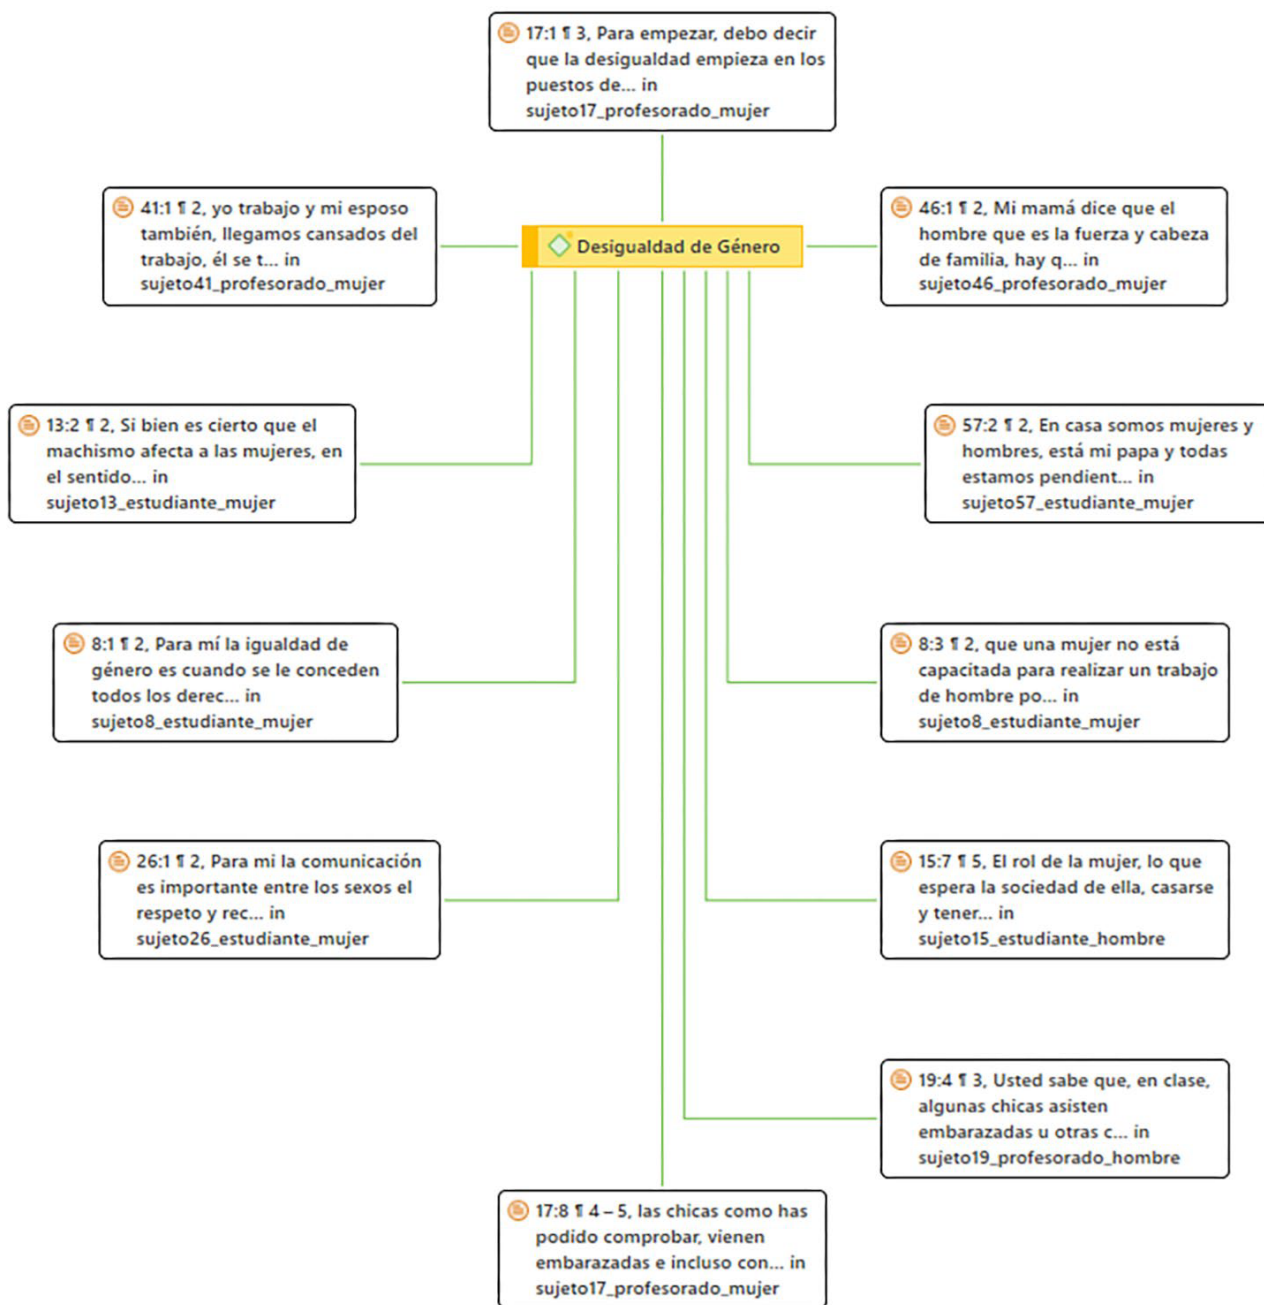 17:1 ¶ 3, Para empezar, debo decir
que la desigualdad empieza en los
puestos de... in
sujeto17_profesorado_mujer
41:1 ¶ 2, yo trabajo y mi esposo
también, llegamos cansados del
trabajo, él se t... in
sujeto41_profesorado_mujer
Desigualdad de Género
46:1 ¶ 2, Mi mamá dice que el
hombre que es la fuerza y cabeza
de familia, hay q... in
sujeto46_profesorado_mujer
13:2 ¶ 2, Si bien es cierto que el
machismo afecta a las mujeres, en
el sentido... in
sujeto13_estudiante_mujer
57:2 ¶ 2, En casa somos mujeres y
hombres, está mi papa y todas
estamos pendient... in
sujeto57_estudiante_mujer
8:1 ¶ 2, Para mí la igualdad de
género es cuando se le conceden
todos los derec... in
sujeto8_estudiante_mujer
8:3 ¶ 2, que una mujer no está
capacitada para realizar un trabajo
de hombre po... in
sujeto8_estudiante_mujer
26:1 ¶ 2, Para mi la comunicación
es importante entre los sexos el
respeto y rec... in
sujeto26_estudiante_mujer
15:7 ¶ 5, El rol de la mujer, lo que
espera la sociedad de ella, casarse
y tener... in
sujeto15_estudiante_hombre
19:4 ¶ 3, Usted sabe que, en clase,
algunas chicas asisten
embarazadas u otras c... in
sujeto19_profesorado_hombre
17:8 ¶ 4 – 5, las chicas como has
podido comprobar, vienen
embarazadas e incluso con... in
sujeto17_profesorado_mujer